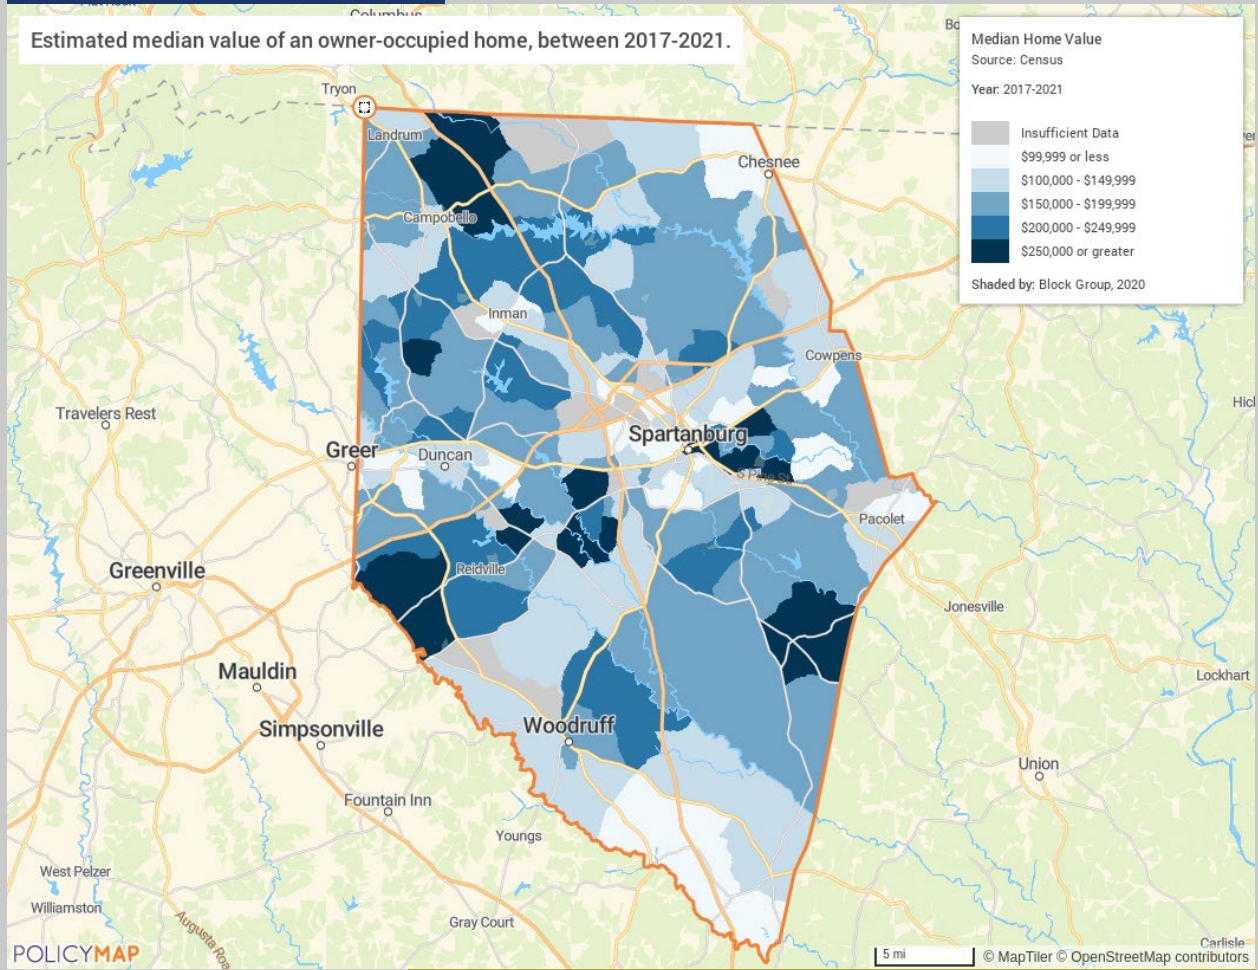 Columbus
Estimated median value of an owner-occupied home, between 2017-2021.
Median Home Value
Source: Census
Year: 2017-2021
Insufficient Data
$99,999 or less
$100,000 - $149,999
$150,000 - $199,999
$200,000 - $249,999
$250,000 or greater
Shaded by: Block Group, 2020
Tryon
Landrum
Chesnee
Campobello
Inman
Cowpens
Travelers Rest
Spartanburg
Greer
Duncan
S Pine St
Pacolet
Greenville
Reidville
Jonesville
Mauldin
Lockhart
Simpsonville
Woodruff
Union
Fountain Inn
Youngs
West Pelzer
Williamston
Gray Court
Augusta Roa
Carlisle
POLICYMAP
5 mi
© MapTiler © OpenStreetMap contributors